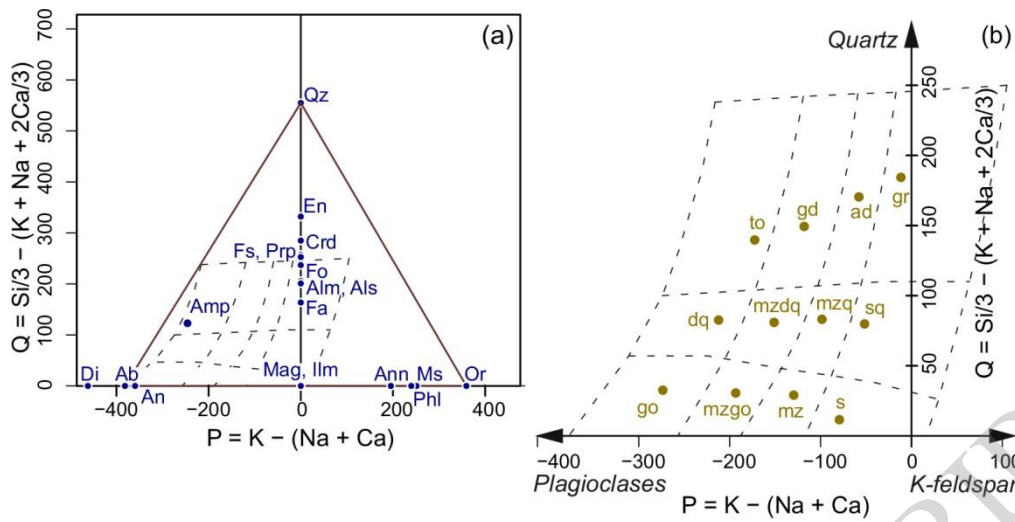 (a)
700
600
500
400
300
200
100
0
Q = Si/3 − (K + Na + 2Ca/3)
Qz
En
Crd
Fs, Prp
Fo
Alm, Als
Amp
Fa
Di
Ab
An
Mag, Ilm
Ann
Ms
Phl
Or
−400
−200
0
200
400
P = K − (Na + Ca)
(b)
Quartz
250
200
150
100
50
Q = Si/3 − (K + Na + 2Ca/3)
to
gd
ad
gr
dq
mzdq
mzq
sq
go
mzgo
mz
s
−400
−300
−200
−100
0
100
Plagioclases
K-feldspar
P = K − (Na + Ca)